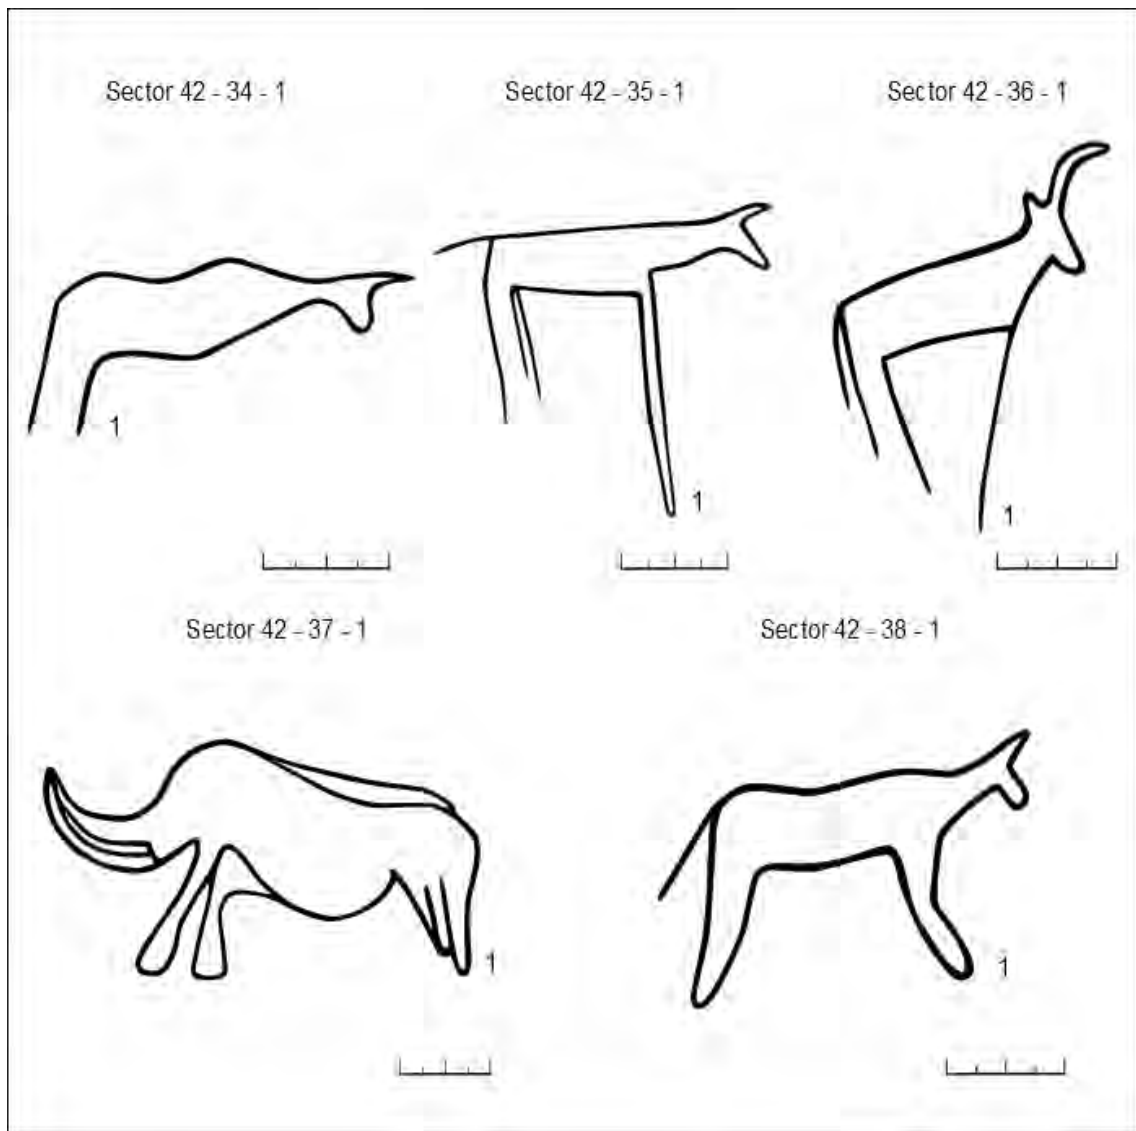 Sector 42 - 34 - 1
Sector 42 - 35 - 1
Sector 42 - 36 - 1
1
1
1
Sector 42 - 37 - 1
Sector 42 - 38 - 1
1
1